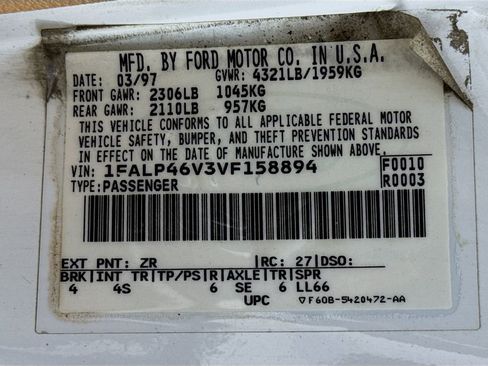 MFD. BY FORD MOTOR CO. IN U.S.A.
DATE: 03/97 GVWR: 4321LB/1959KG
FRONT GAWR: 2306LB 1045KG
REAR GAWR: 2110LB 957KG
THIS VEHICLE CONFORMS TO ALL APPLICABLE FEDERAL MOTOR
VEHICLE SAFETY, BUMPER, AND THEFT PREVENTION STANDARDS
IN EFFECT ON THE DATE OF MANUFACTURE SHOWN ABOVE.
VIN: 1FALP46V3VF158894 F0010
TYPE:PASSENGER R0003
EXT PNT: ZR |RC: 27|DSO:
BRK|INT TR|TP/PS|R|AXLE|TR|SPR
4 4S 6 SE 6 LL66
UPC ▽F60B-5420472-AA